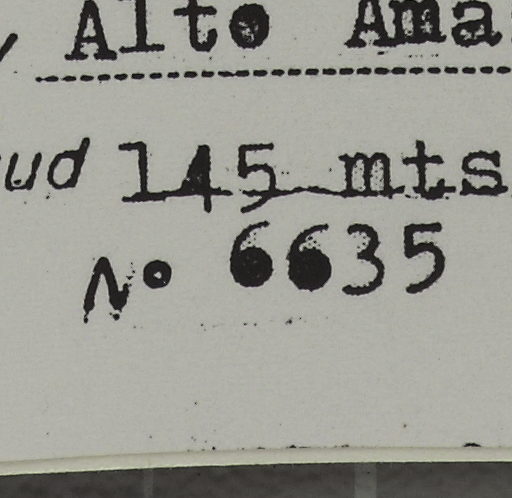 , Alto Ama
ud 145 mts
Nº 6635